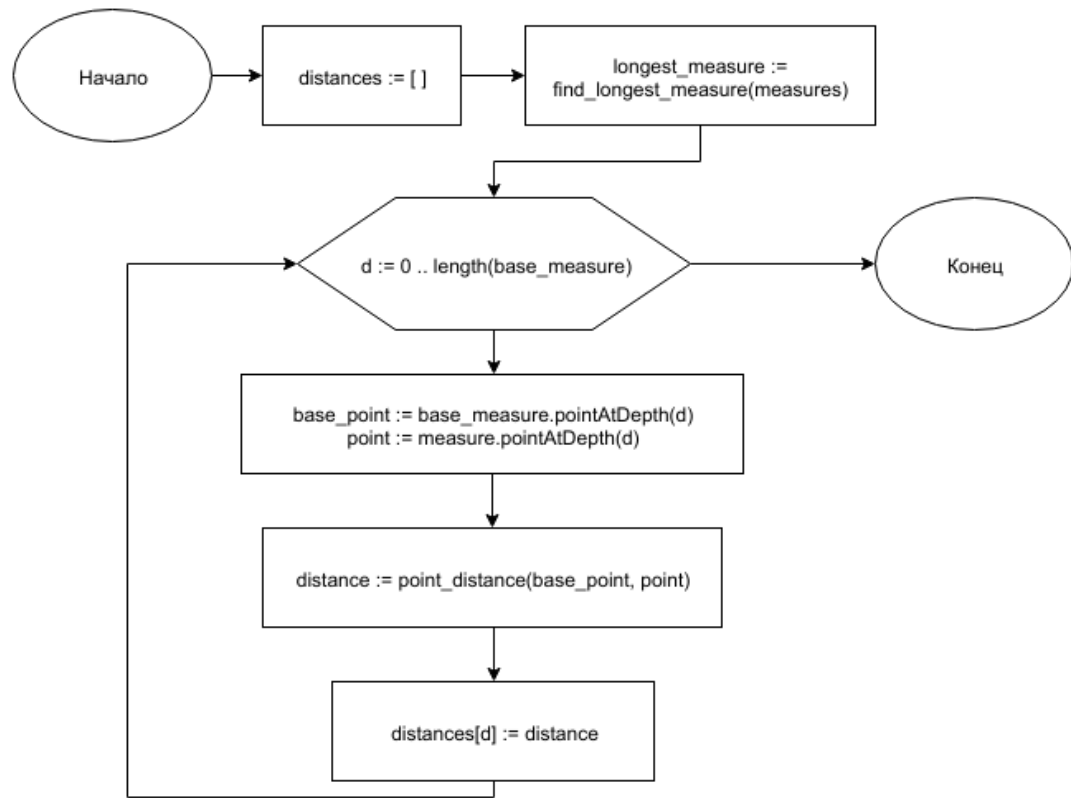 Начало
distances := [ ]
longest_measure :=
find_longest_measure(measures)
d := 0 .. length(base_measure)
Конец
base_point := base_measure.pointAtDepth(d)
point := measure.pointAtDepth(d)
distance := point_distance(base_point, point)
distances[d] := distance